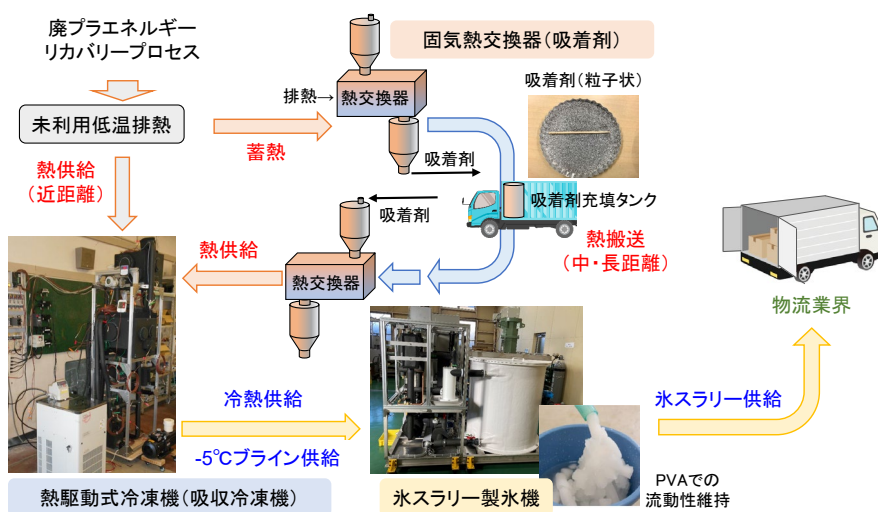 廃プラエネルギー
リカバリープロセス
固気熱交換器(吸着剤)
未利用低温排熱
排熱→
熱交換器
吸着剤(粒子状)
蓄熱
吸着剤
熱供給
(近距離)
吸着剤
吸着剤充填タンク
熱搬送
(中・長距離)
熱供給
熱交換器
物流業界
冷熱供給
-5℃ブライン供給
氷スラリー供給
熱駆動式冷凍機(吸収冷凍機)
氷スラリー製氷機
PVAでの
流動性維持